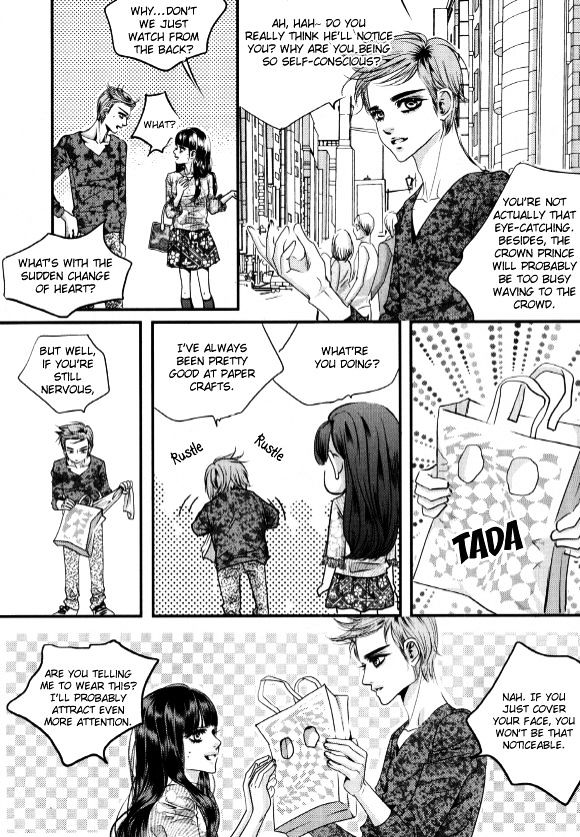 WHY...DON'T
WE JUST
WATCH FROM
THE BACK?
WHAT?
WHAT'S WITH THE
SUDDEN CHANGE
OF HEART?
AH, HAH~ DO YOU
REALLY THINK HE'LL NOTICE
YOU? WHY ARE YOU BEING
SO SELF-CONSCIOUS?
YOU'RE NOT
ACTUALLY THAT
EYE-CATCHING.
BESIDES, THE
CROWN PRINCE
WILL PROBABLY
BE TOO BUSY
WAVING TO THE
CROWD.
BUT WELL,
IF YOU'RE
STILL
NERVOUS,
I'VE ALWAYS
BEEN PRETTY
GOOD AT PAPER
CRAFTS.
WHAT'RE
YOU DOING?
Rustle
Rustle
TADA
ARE YOU TELLING
ME TO WEAR THIS?
I'LL PROBABLY
ATTRACT EVEN
MORE ATTENTION.
NAH. IF YOU
JUST COVER
YOUR FACE, YOU
WON'T BE THAT
NOTICEABLE.